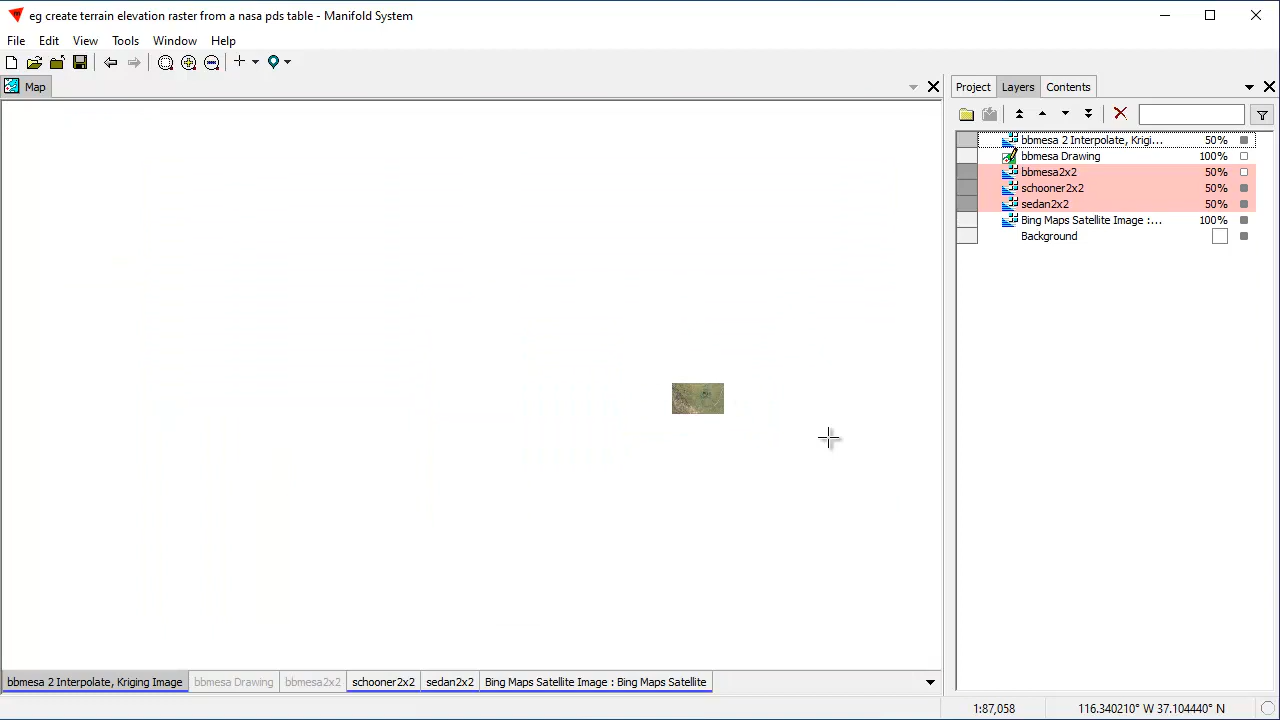 eg create terrain elevation raster from a nasa pds table - Manifold System
File Edit View Tools Window Help
Map
Project Layers Contents
bbmesa 2 Interpolate, Krigi... 50%
bbmesa Drawing 100%
bbmesa2x2 50%
schooner2x2 50%
sedan2x2 50%
Bing Maps Satellite Image :... 100%
Background
bbmesa 2 Interpolate, Kriging Image bbmesa Drawing bbmesa2x2 schooner2x2 sedan2x2 Bing Maps Satellite Image : Bing Maps Satellite
1:87,058 116.340210° W 37.104440° N